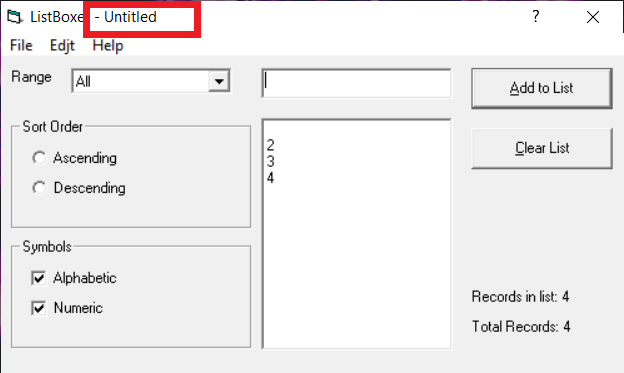 ListBoxe - Untitled
?
File Edjt Help
Range All
Add to List
Sort Order
Ascending
Descending
2
3
4
Clear List
Symbols
Alphabetic
Numeric
Records in list: 4
Total Records: 4